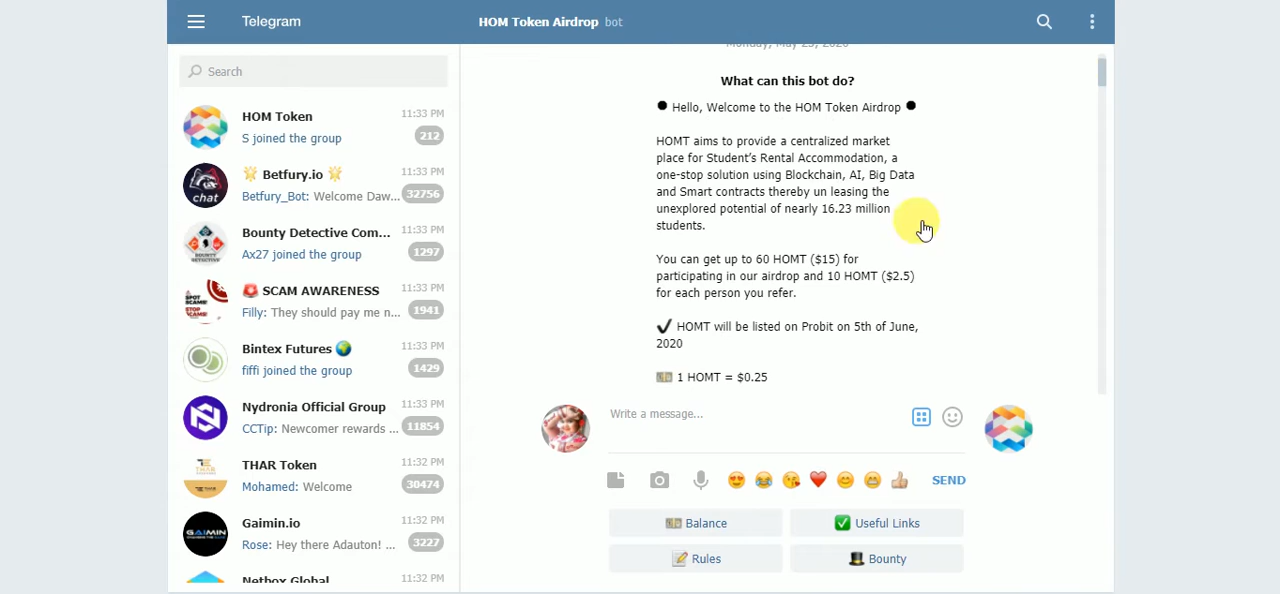 Telegram
HOM Token Airdrop bot
Search
HOM Token 11:33 PM
S joined the group 212
Betfury.io 11:33 PM
Betfury_Bot: Welcome Daw... 32756
chat
Bounty Detective Com... 11:33 PM
Ax27 joined the group 1297
SCAM AWARENESS 11:33 PM
Filly: They should pay me n... 1941
Bintex Futures 11:33 PM
fiffi joined the group 1429
Nydronia Official Group 11:33 PM
CCTip: Newcomer rewards ... 11854
THAR Token 11:32 PM
Mohamed: Welcome 30474
Gaimin.io 11:32 PM
Rose: Hey there Adauton! ... 3227
GAIMIN
Netbox Global 11:32 PM
Monday, May 25, 2020
What can this bot do?
Hello, Welcome to the HOM Token Airdrop
HOMT aims to provide a centralized market
place for Student's Rental Accommodation, a
one-stop solution using Blockchain, AI, Big Data
and Smart contracts thereby un leasing the
unexplored potential of nearly 16.23 million
students.
You can get up to 60 HOMT ($15) for
participating in our airdrop and 10 HOMT ($2.5)
for each person you refer.
✔ HOMT will be listed on Probit on 5th of June,
2020
1 HOMT = $0.25
Write a message...
SEND
Balance
Useful Links
Rules
Bounty